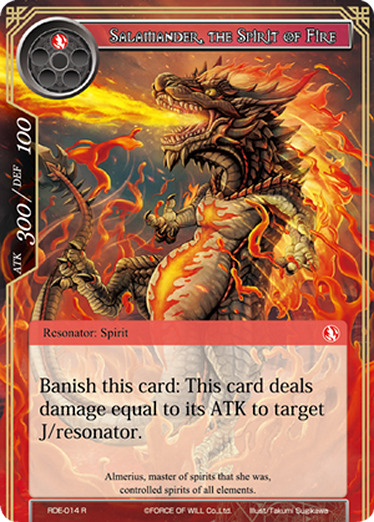 Salamander, the Spirit of Fire
ATK 300 / DEF 100
Resonator: Spirit
Banish this card: This card deals
damage equal to its ATK to target
J/resonator.
Almerius, master of spirits that she was,
controlled spirits of all elements.
RDE-014 R ©FORCE OF WILL Co.,Ltd. Illust/Takumi Sugikawa